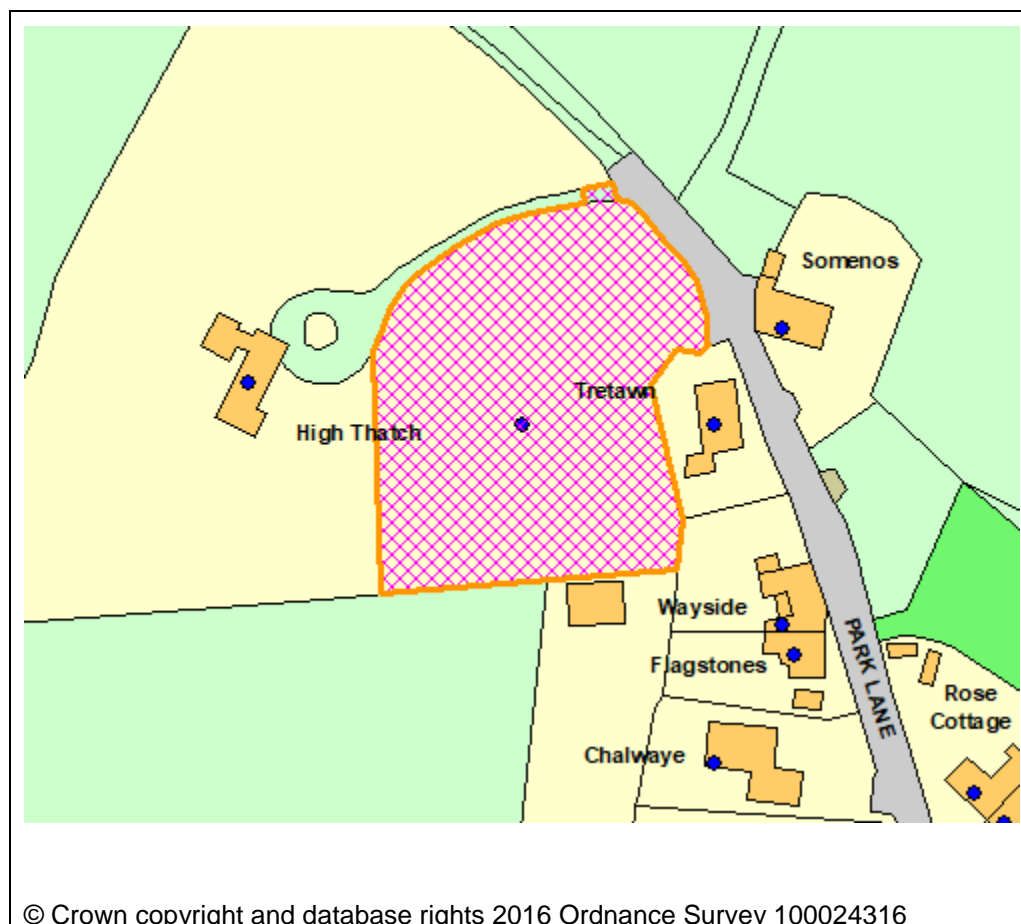 Somenos
Tretawn
High Thatch
Wayside
PARK LANE
Flagstones
Rose
Cottage
Chalwaye
© Crown copyright and database rights 2016 Ordnance Survey 100024316